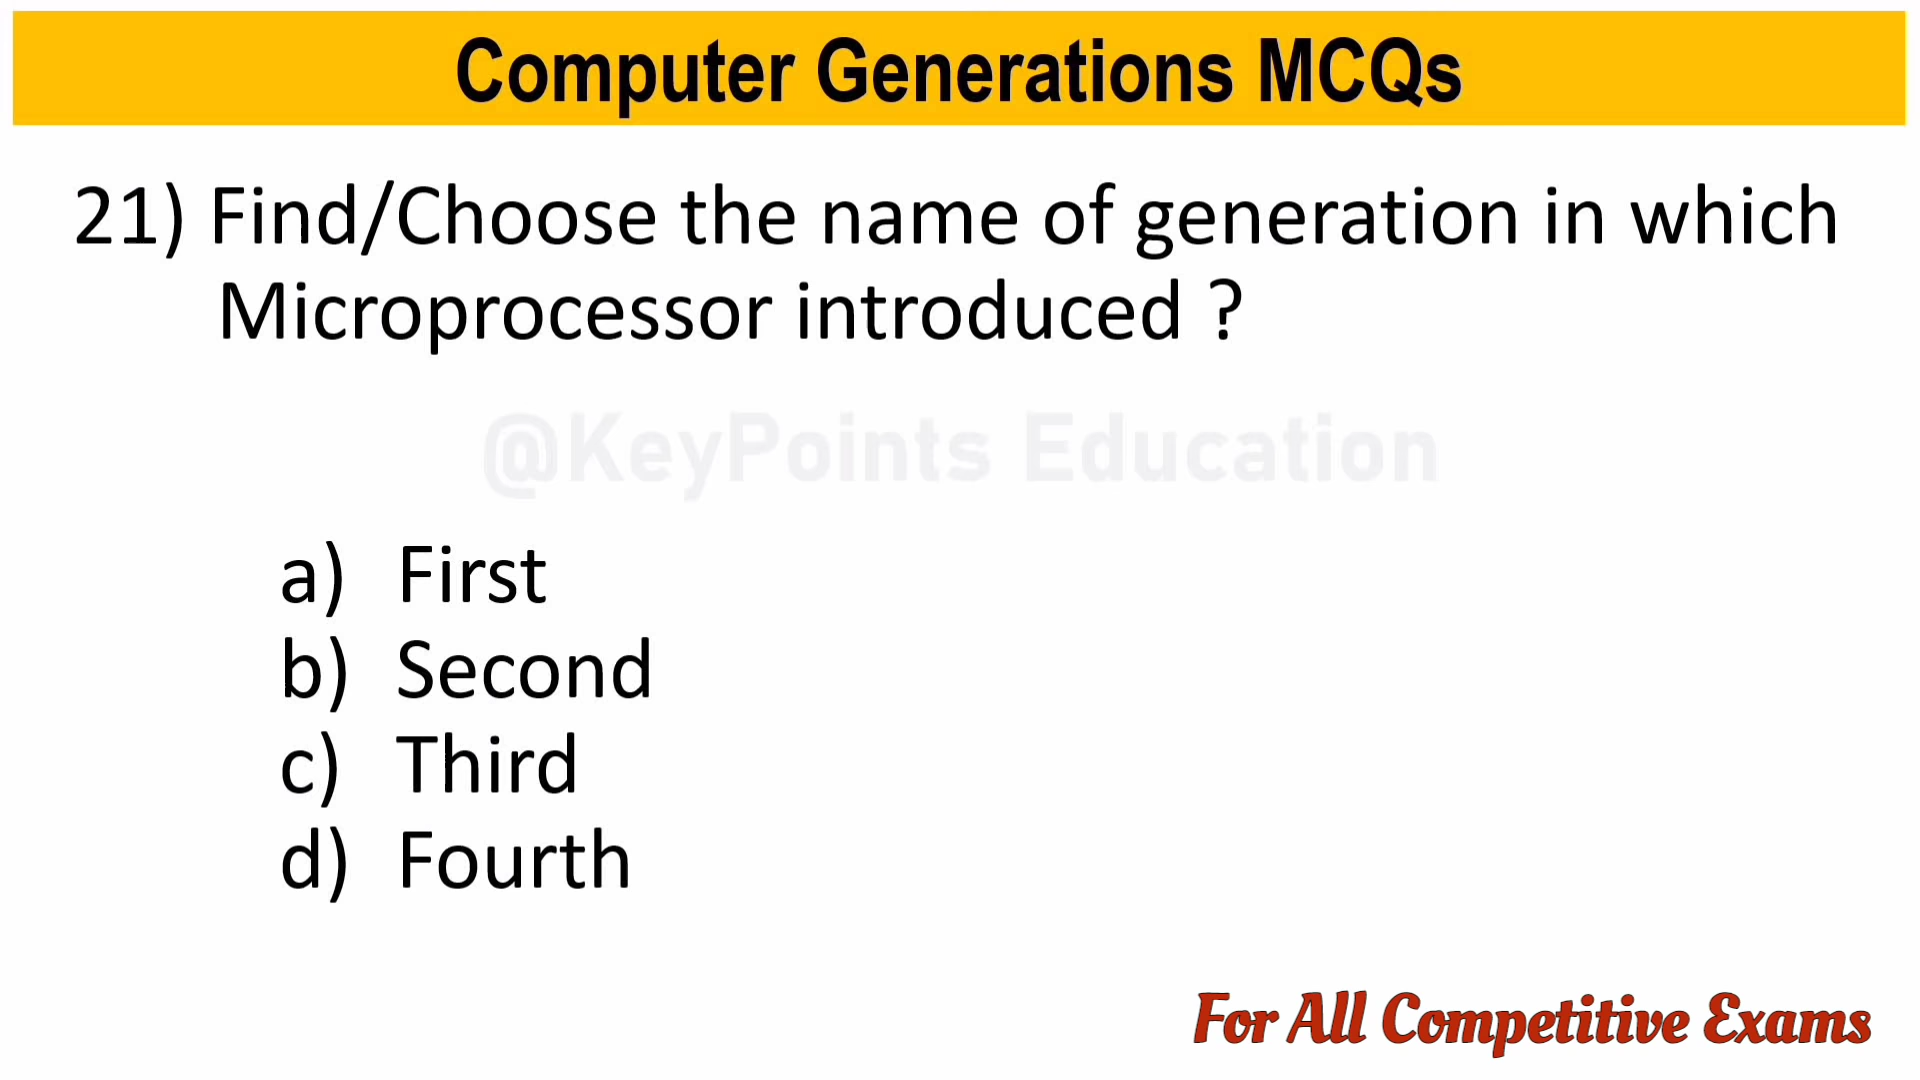 Computer Generations MCQs
21) Find/Choose the name of generation in which
Microprocessor introduced ?
@KeyPoints Education
a) First
b) Second
c) Third
d) Fourth
For All Competitive Exams